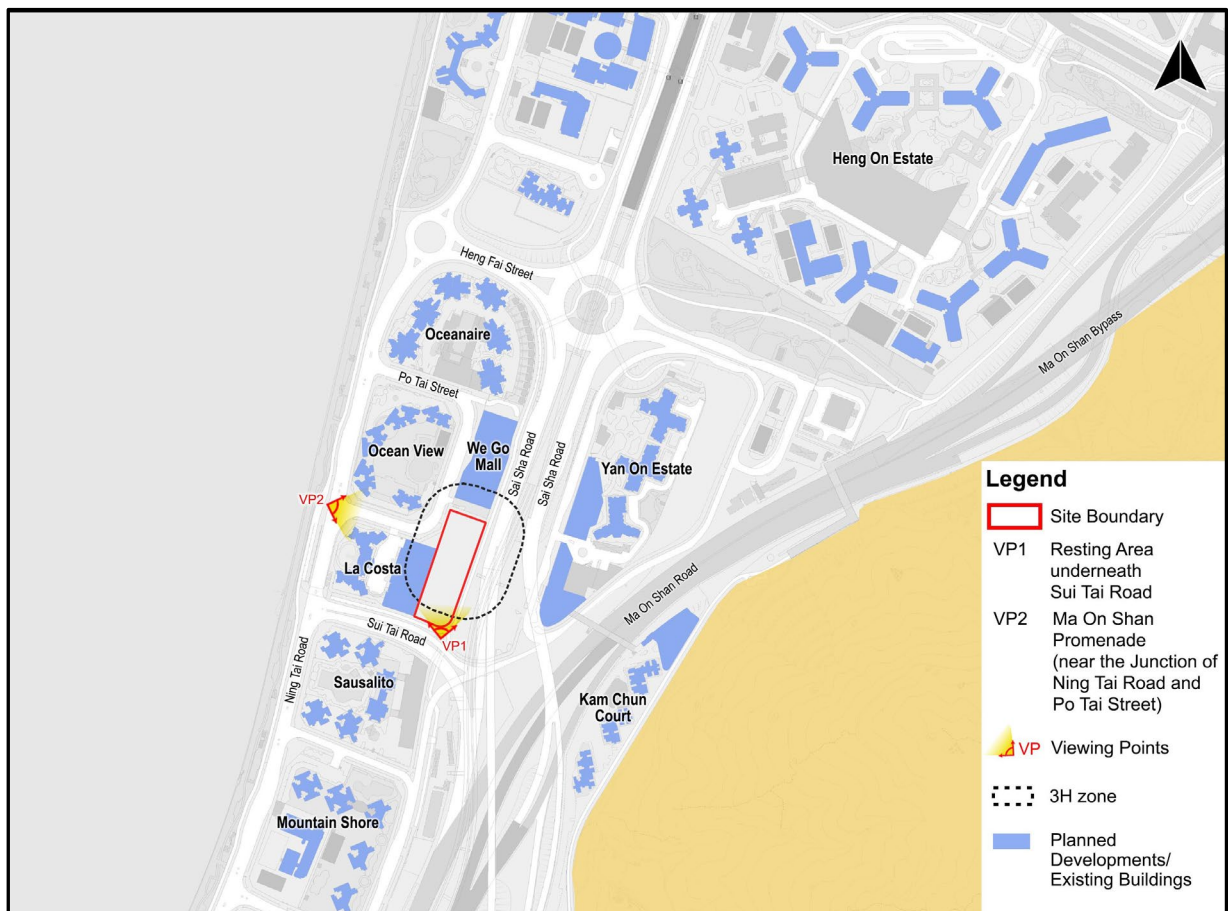 Heng On Estate
Heng Fai Street
Oceanaire
Ma On Shan Bypass
Po Tai Street
Ocean View
We Go
Mall
Sai Sha Road
Sai Sha Road
Yan On Estate
VP2
La Costa
Ma On Shan Road
Sui Tai Road
VP1
Ning Tai Road
Sausalito
Kam Chun
Court
Mountain Shore
Legend
Site Boundary
VP1 Resting Area
underneath
Sui Tai Road
VP2 Ma On Shan
Promenade
(near the Junction of
Ning Tai Road and
Po Tai Street)
VP Viewing Points
3H zone
Planned
Developments/
Existing Buildings